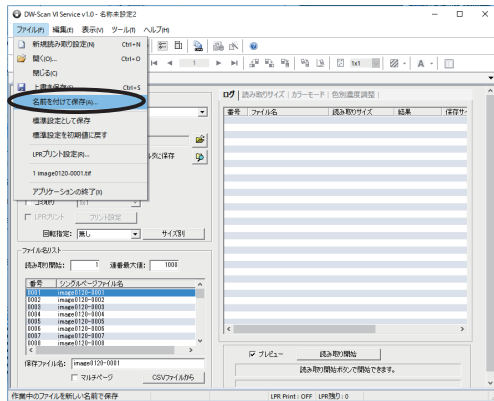 DW-Scan VI Service v1.0 - 名称未設定2
ファイル(F) 編集(E) 表示(V) ツール(T) ヘルプ(H)
新規読み取り設定(N) Ctrl+N
開く(O)... Ctrl+O
閉じる(C)
上書き保存(S) Ctrl+S
名前を付けて保存(A)...
標準設定として保存
標準設定を初期値に戻す
LPRプリント設定(R)...
1 image0120-0001.tif
アプリケーションの終了(X)
1
1x1
A
ダに保存
ゴミ取り 1x1
LPRプリント プリント設定
回転指定: 無し サイズ別
ファイル名リスト
読み取り開始: 1 連番最大値: 1000
番号 シングルページファイル名
0001 image0120-0001
0002 image0120-0002
0003 image0120-0003
0004 image0120-0004
0005 image0120-0005
0006 image0120-0006
0007 image0120-0007
0008 image0120-0008
保存ファイル名: image0120-0001
マルチページ CSVファイルから
ログ 読み取りサイズ カラーモード 色別濃度調整
番号 ファイル名 読み取りサイズ 結果 (保存サ-
プレビュー 読み取り開始
読み取り開始ボタンで開始できます。
作業中のファイルを新しい名前で保存 LPR Print : OFF LPR残り : 0